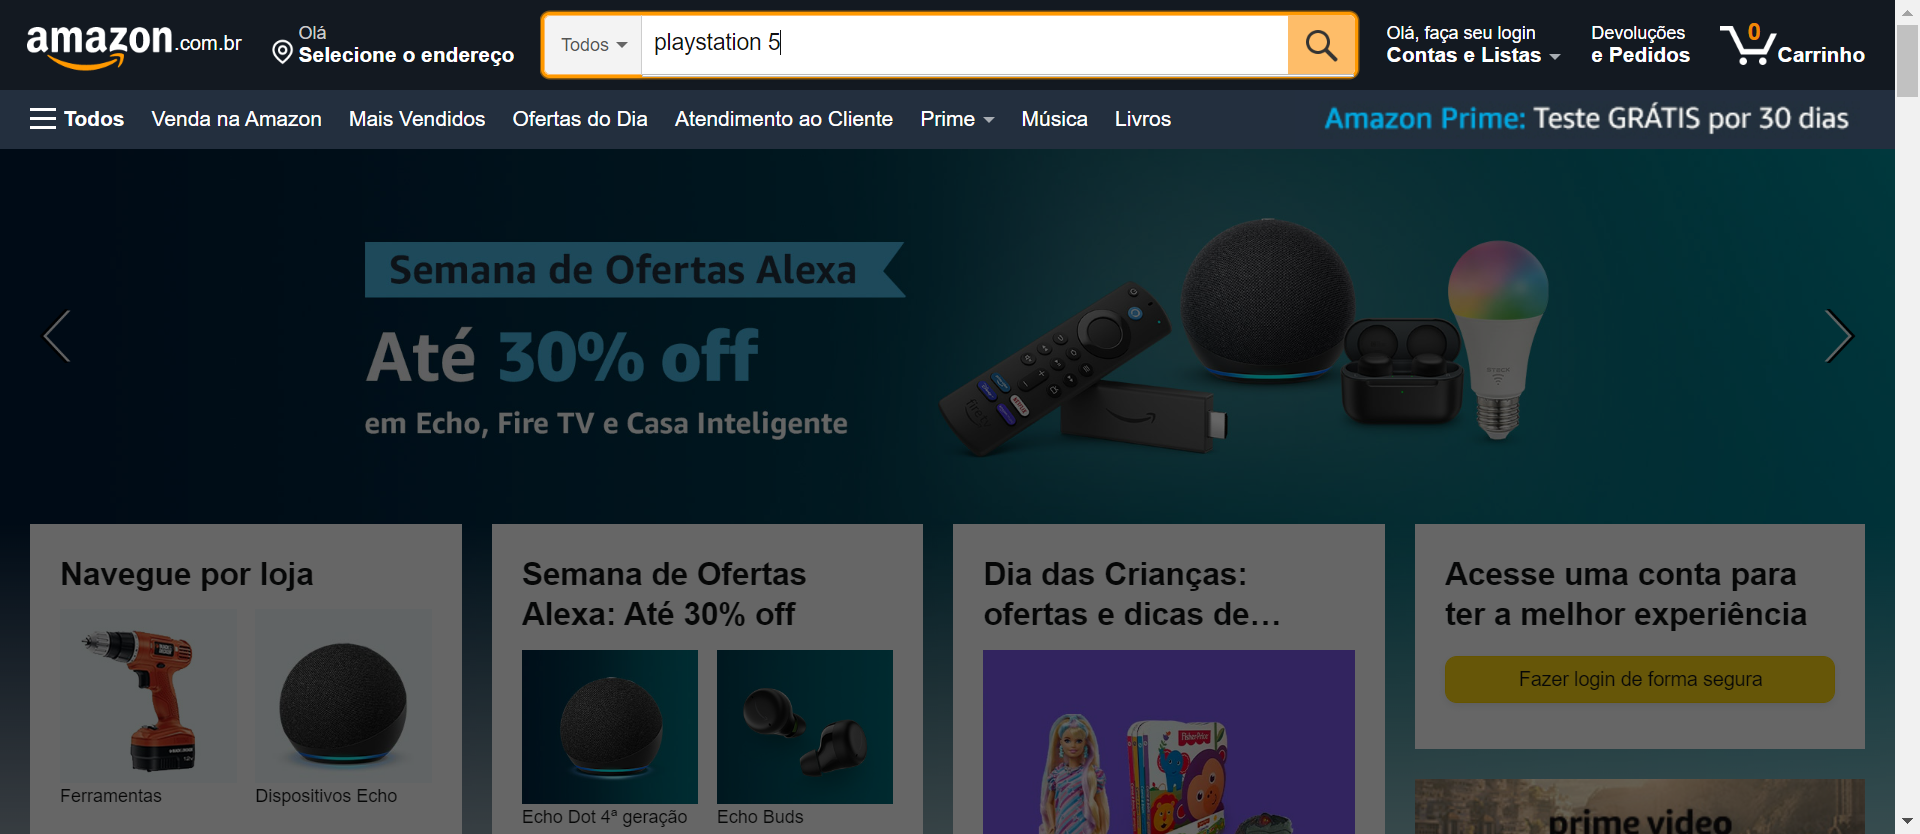 amazon.com.br
Olá
Selecione o endereço
Todos
playstation 5
Olá, faça seu login
Contas e Listas
Devoluções
e Pedidos
0
Carrinho
Todos
Venda na Amazon
Mais Vendidos
Ofertas do Dia
Atendimento ao Cliente
Prime
Música
Livros
Amazon Prime: Teste GRÁTIS por 30 dias
Semana de Ofertas Alexa
Até 30% off
em Echo, Fire TV e Casa Inteligente
Navegue por loja
Ferramentas
Dispositivos Echo
Semana de Ofertas
Alexa: Até 30% off
Echo Dot 4ª geração
Echo Buds
Dia das Crianças:
ofertas e dicas de…
Fisher-Price
Acesse uma conta para
ter a melhor experiência
Fazer login de forma segura
prime video